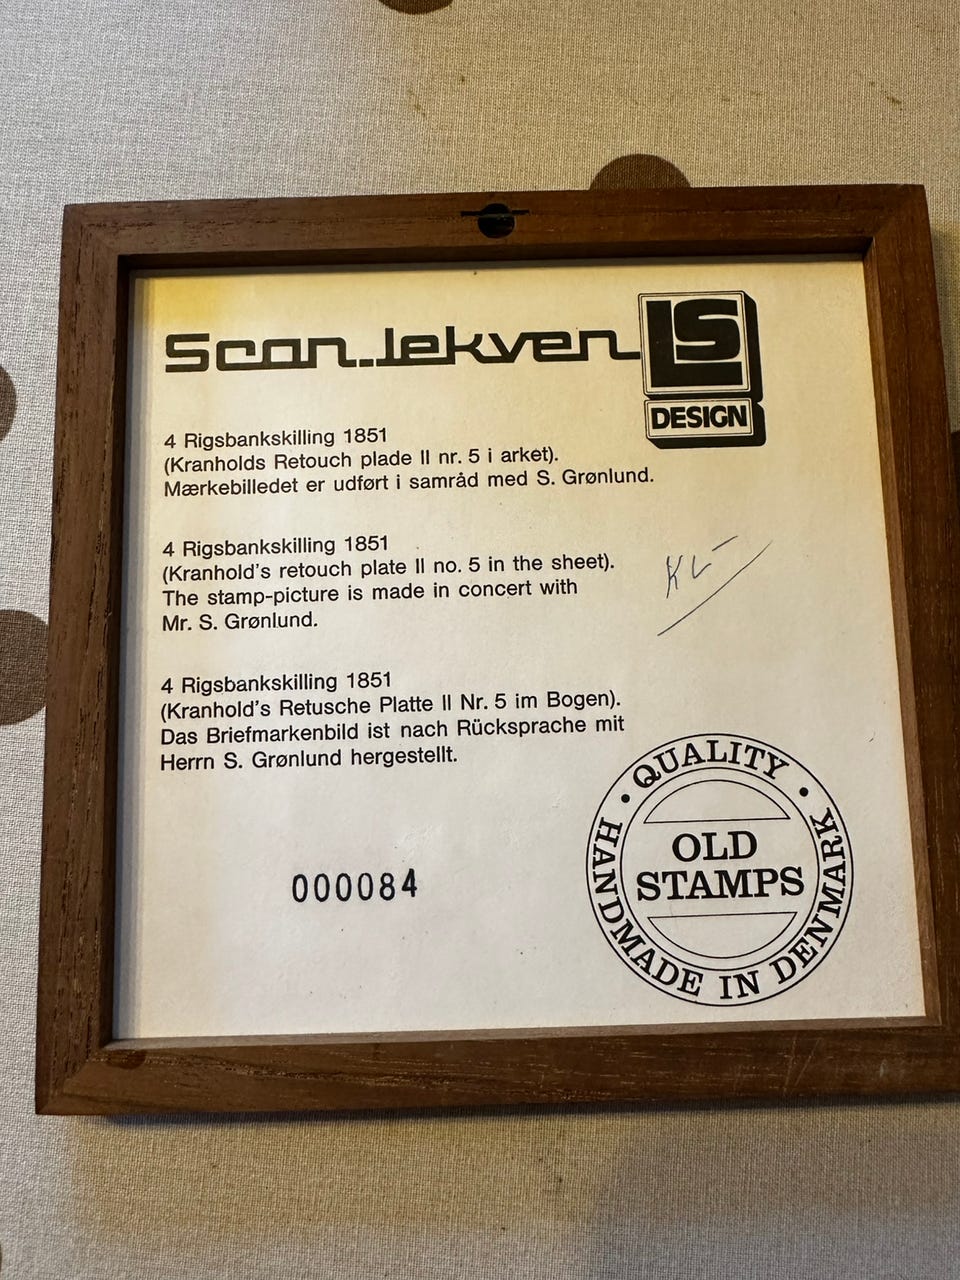 Scan.lekven
LS
DESIGN
4 Rigsbankskilling 1851
(Kranholds Retouch plade II nr. 5 i arket).
Mærkebilledet er udført i samråd med S. Grønlund.
4 Rigsbankskilling 1851
(Kranhold's retouch plate II no. 5 in the sheet).
The stamp-picture is made in concert with
Mr. S. Grønlund.
4 Rigsbankskilling 1851
(Kranhold's Retusche Platte II Nr. 5 im Bogen).
Das Briefmarkenbild ist nach Rücksprache mit
Herrn S. Grønlund hergestellt.
000084
• QUALITY •
OLD
STAMPS
HANDMADE IN DENMARK